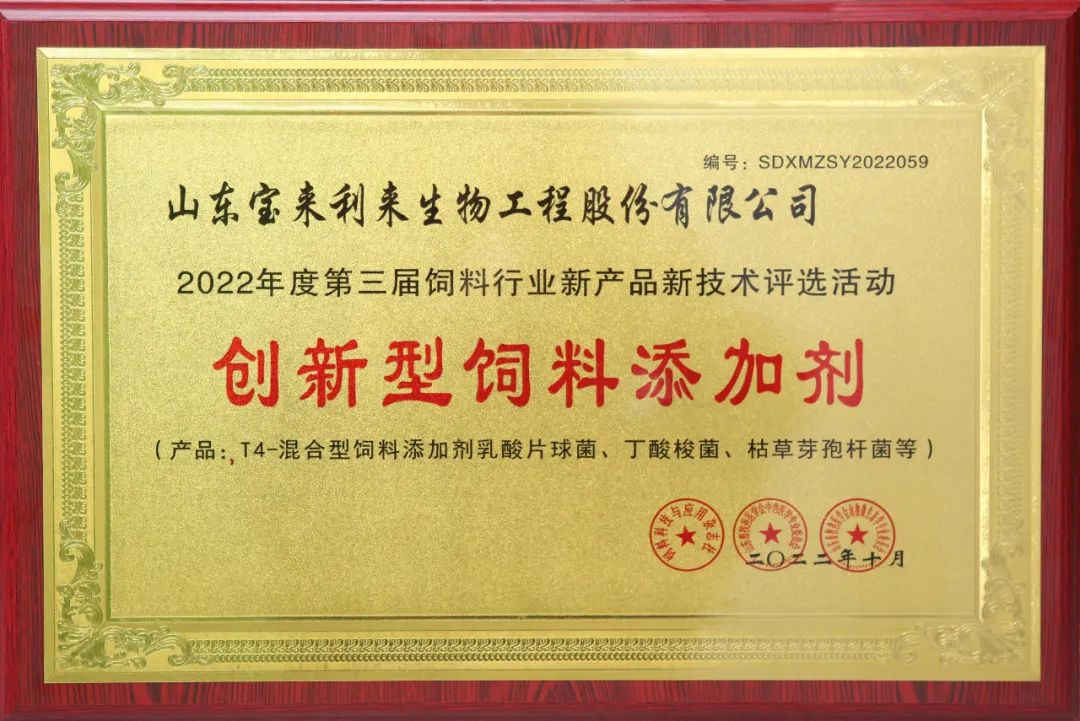 编号：SDXMZSY2022059
山东宝来利来生物工程股份有限公司
2022年度第三届饲料行业新产品新技术评选活动
创新型饲料添加剂
（产品：T4-混合型饲料添加剂乳酸片球菌、丁酸梭菌、枯草芽孢杆菌等）
二〇二二年十月